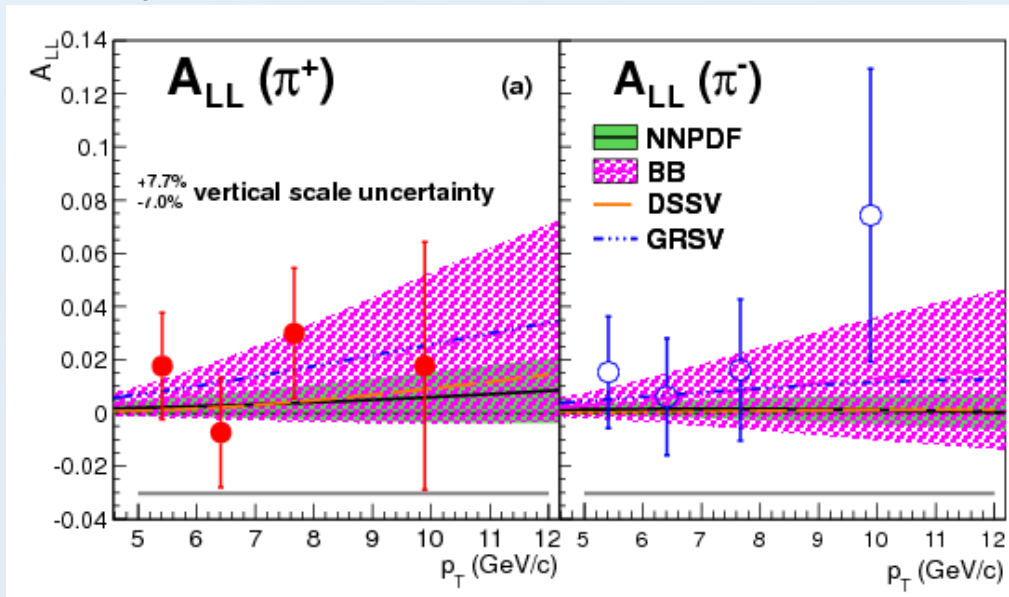 A_LL
0.14
0.12
0.1
0.08
0.06
0.04
0.02
0
-0.02
-0.04
A_LL (π⁺)
(a)
+7.7%
-7.0%
vertical scale uncertainty
5 6 7 8 9 10 11 12
p_T (GeV/c)
A_LL (π⁻)
NNPDF
BB
DSSV
GRSV
5 6 7 8 9 10 11 12
p_T (GeV/c)